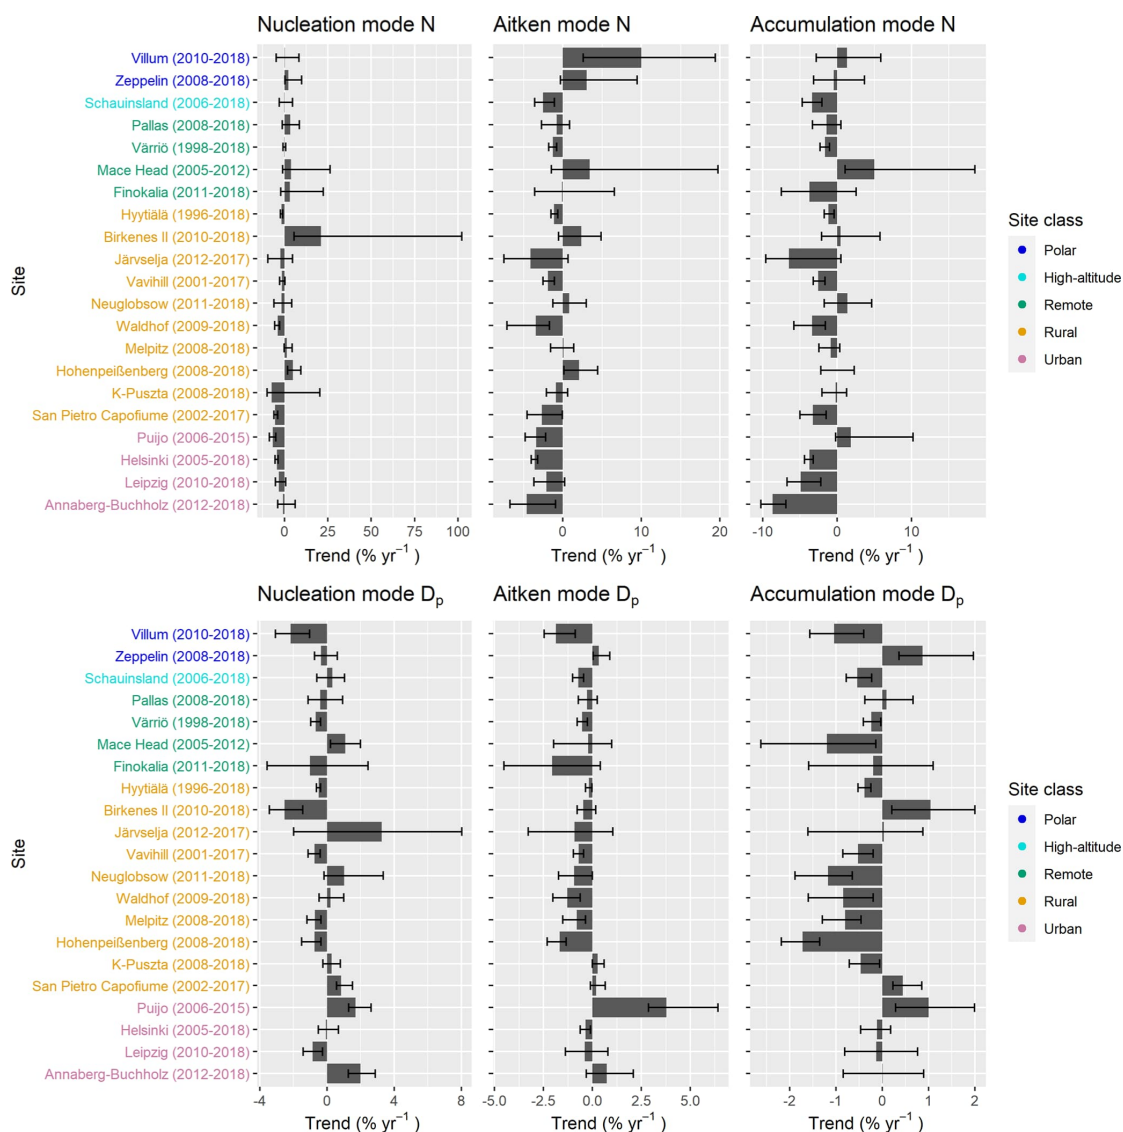 Nucleation mode N
Aitken mode N
Accumulation mode N
Site
Villum (2010-2018)
Zeppelin (2008-2018)
Schauinsland (2006-2018)
Pallas (2008-2018)
Värriö (1998-2018)
Mace Head (2005-2012)
Finokalia (2011-2018)
Hyytiälä (1996-2018)
Birkenes II (2010-2018)
Järvselja (2012-2017)
Vavihill (2001-2017)
Neuglobsow (2011-2018)
Waldhof (2009-2018)
Melpitz (2008-2018)
Hohenpeißenberg (2008-2018)
K-Puszta (2008-2018)
San Pietro Capofiume (2002-2017)
Puijo (2006-2015)
Helsinki (2005-2018)
Leipzig (2010-2018)
Annaberg-Buchholz (2012-2018)
0 25 50 75 100
0 10 20
-10 0 10
Trend (% yr⁻¹)
Trend (% yr⁻¹)
Trend (% yr⁻¹)
Site class
Polar
High-altitude
Remote
Rural
Urban
Nucleation mode Dₚ
Aitken mode Dₚ
Accumulation mode Dₚ
Site
Villum (2010-2018)
Zeppelin (2008-2018)
Schauinsland (2006-2018)
Pallas (2008-2018)
Värriö (1998-2018)
Mace Head (2005-2012)
Finokalia (2011-2018)
Hyytiälä (1996-2018)
Birkenes II (2010-2018)
Järvselja (2012-2017)
Vavihill (2001-2017)
Neuglobsow (2011-2018)
Waldhof (2009-2018)
Melpitz (2008-2018)
Hohenpeißenberg (2008-2018)
K-Puszta (2008-2018)
San Pietro Capofiume (2002-2017)
Puijo (2006-2015)
Helsinki (2005-2018)
Leipzig (2010-2018)
Annaberg-Buchholz (2012-2018)
-4 0 4 8
-5.0 -2.5 0.0 2.5 5.0
-2 -1 0 1 2
Trend (% yr⁻¹)
Trend (% yr⁻¹)
Trend (% yr⁻¹)
Site class
Polar
High-altitude
Remote
Rural
Urban